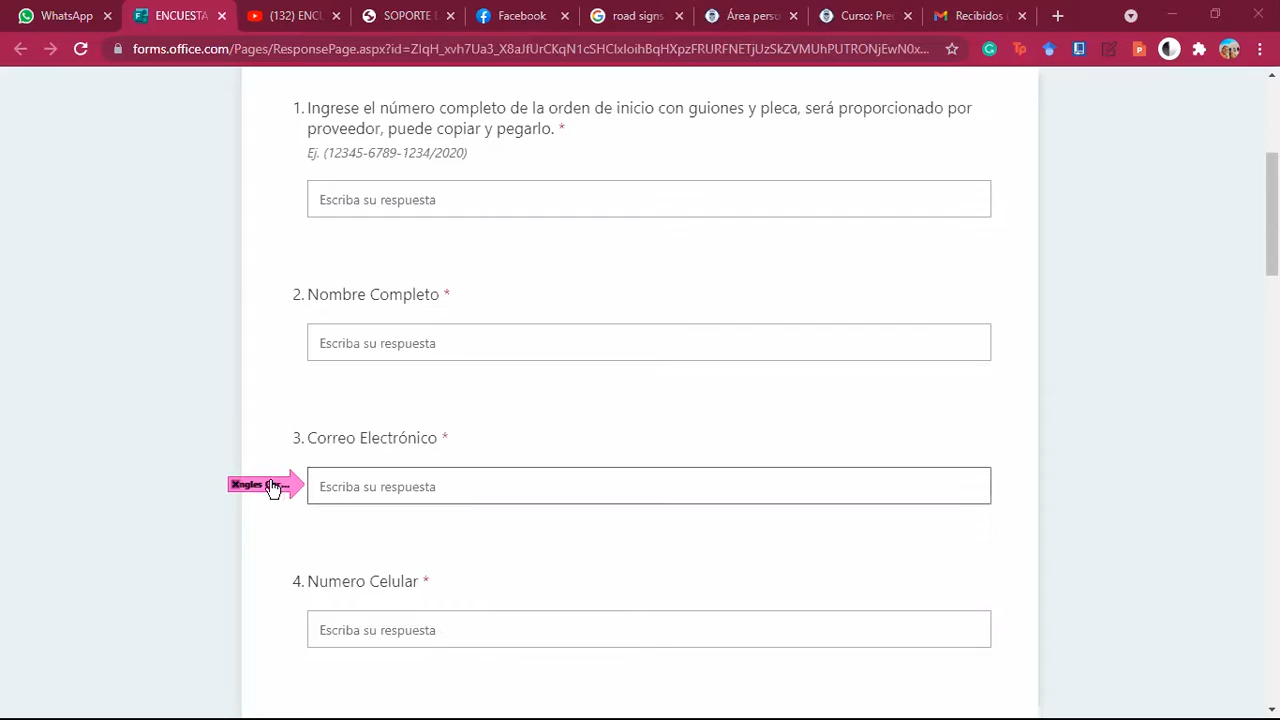 WhatsApp
ENCUESTA
(132) ENCU
SOPORTE
Facebook
road signs
Área perso
Curso: Pre
Recibidos
forms.office.com/Pages/ResponsePage.aspx?id=ZIqH_xvh7Ua3_X8aJfUrCKqN1cSHCIxIoihBqHXpzFRURFNETjUzSkZVMUhPUTRONjEwN0x...
1. Ingrese el número completo de la orden de inicio con guiones y pleca, será proporcionado por
proveedor, puede copiar y pegarlo. *
Ej. (12345-6789-1234/2020)
Escriba su respuesta
2. Nombre Completo *
Escriba su respuesta
3. Correo Electrónico *
Escriba su respuesta
4. Numero Celular *
Escriba su respuesta